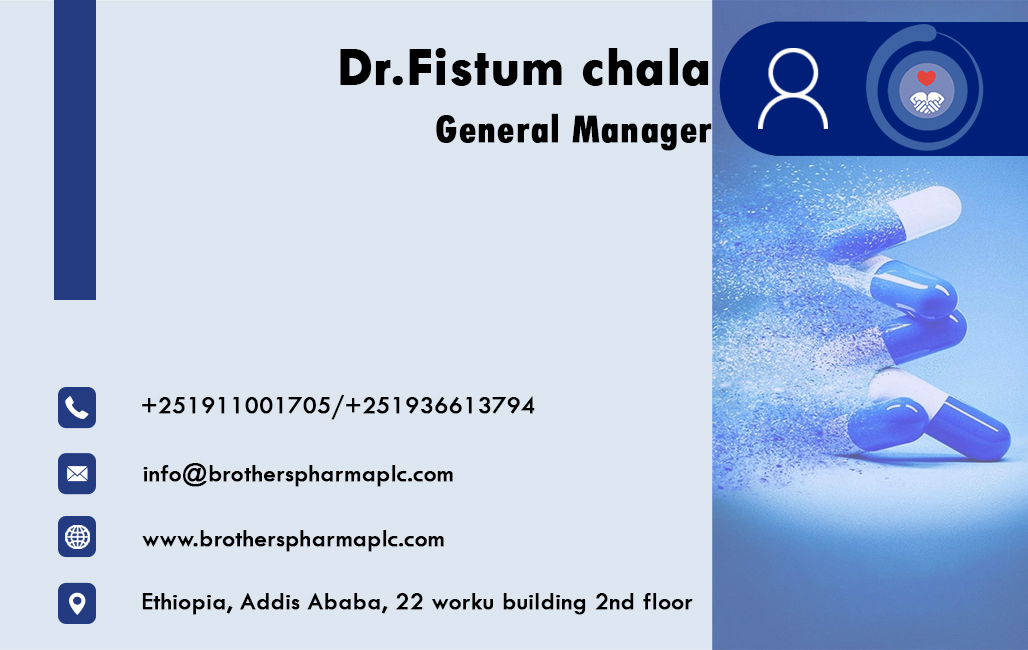 Dr.Fistum chala
General Manager
+251911001705/+251936613794
info@brotherspharmaplc.com
www.brotherspharmaplc.com
Ethiopia, Addis Ababa, 22 worku building 2nd floor